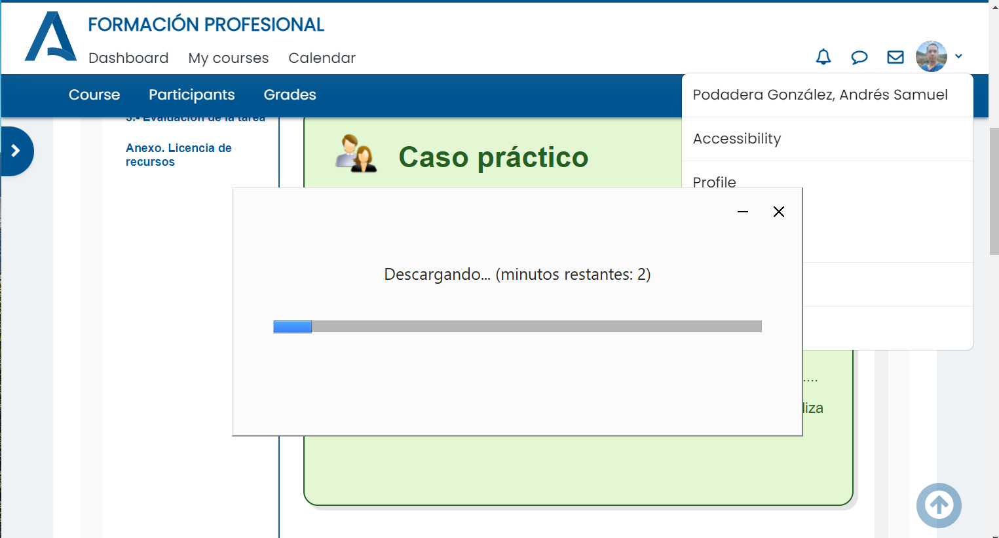 FORMACIÓN PROFESIONAL
Dashboard My courses Calendar
Course Participants Grades
Podadera González, Andrés Samuel
Accessibility
Profile
3.- Evaluación de la tarea
Anexo. Licencia de
recursos
Caso práctico
Descargando... (minutos restantes: 2)
....
liza